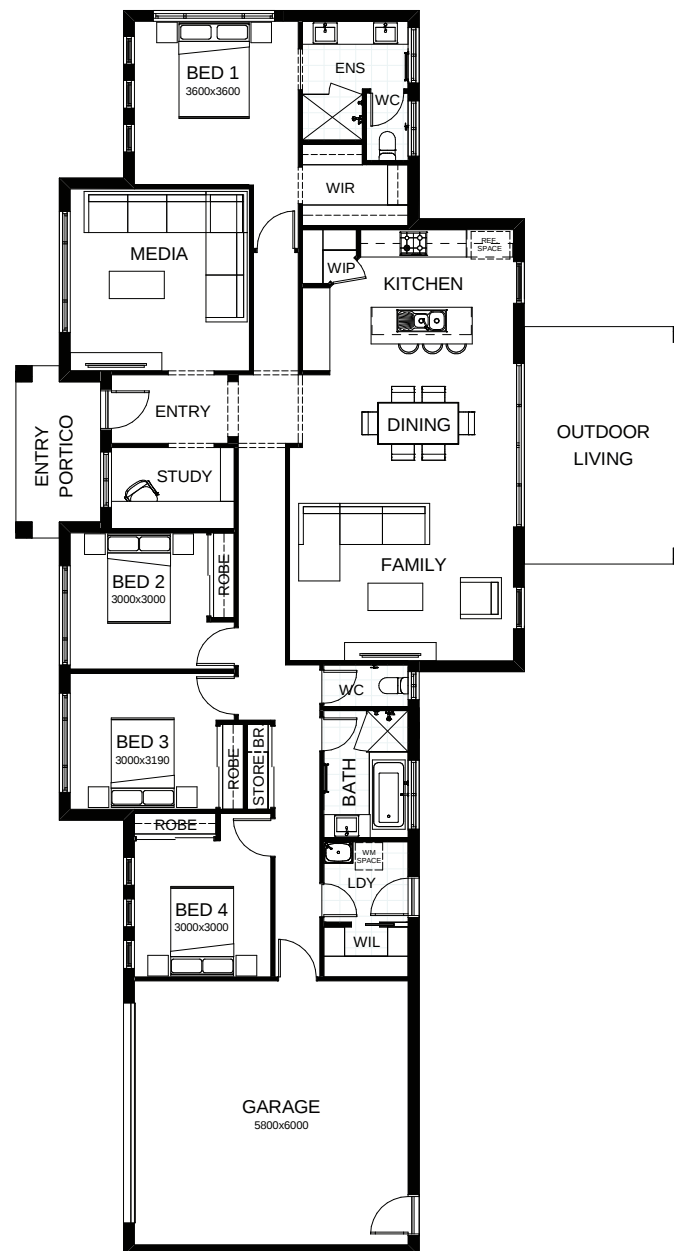 BED 1
3600x3600
ENS
WC
WIR
MEDIA
WIP
REF
SPACE
KITCHEN
ENTRY
PORTICO
ENTRY
DINING
OUTDOOR
LIVING
STUDY
FAMILY
BED 2
3000x3000
ROBE
WC
BED 3
3000x3190
ROBE
STORE
BR
BATH
ROBE
WM
SPACE
LDY
BED 4
3000x3000
WIL
GARAGE
5800x6000